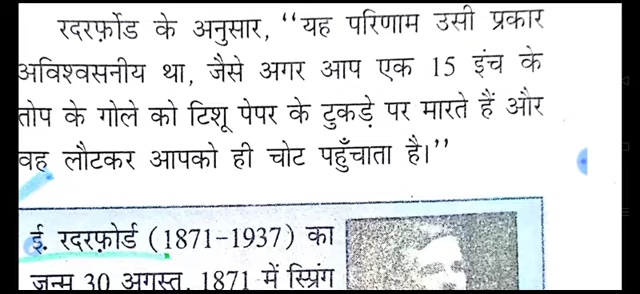 रदरफ़ोर्ड के अनुसार, ‘‘यह परिणाम उसी प्रकार
अविश्वसनीय था, जैसे अगर आप एक 15 इंच के
तोप के गोले को टिशू पेपर के टुकड़े पर मारते हैं और
वह लौटकर आपको ही चोट पहुँचाता है।’’
ई. रदरफ़ोर्ड (1871-1937) का
जन्म 30 अगस्त, 1871 में स्प्रिंग